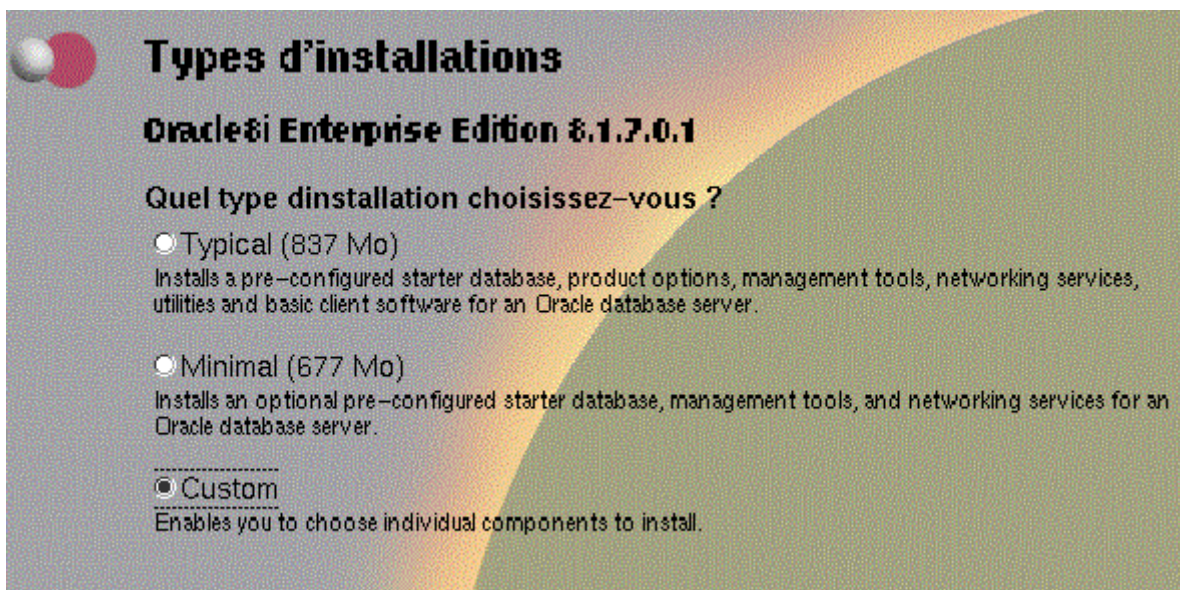 Types d'installations
Oracle8i Enterprise Edition 8.1.7.0.1
Quel type dinstallation choisissez-vous ?
Typical (837 Mo)
Installs a pre-configured starter database, product options, management tools, networking services,
utilities and basic client software for an Oracle database server.
Minimal (677 Mo)
Installs an optional pre-configured starter database, management tools, and networking services for an
Oracle database server.
Custom
Enables you to choose individual components to install.